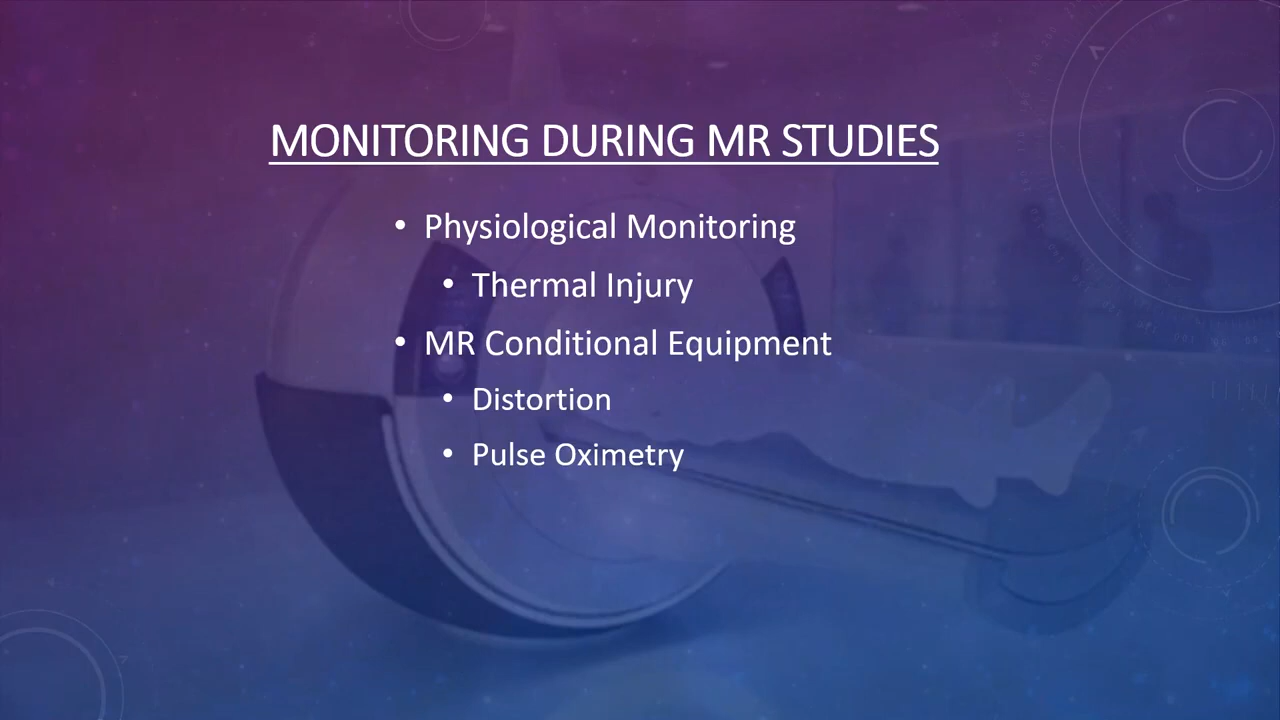 MONITORING DURING MR STUDIES
• Physiological Monitoring
• Thermal Injury
• MR Conditional Equipment
• Distortion
• Pulse Oximetry